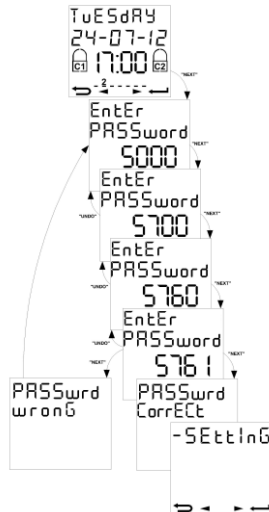 TuESdAY
24-07-12
C1 17:00 C2
2
"NEXT"
EntEr
PASSword
5000
"NEXT"
EntEr
PASSword
5700
"UNDO"
"NEXT"
EntEr
PASSword
5760
"UNDO"
"NEXT"
EntEr
PASSword
5761
"UNDO"
"NEXT"
"NEXT"
PASSwrd
wronG
PASSwrd
CorrECt
-SEttInG